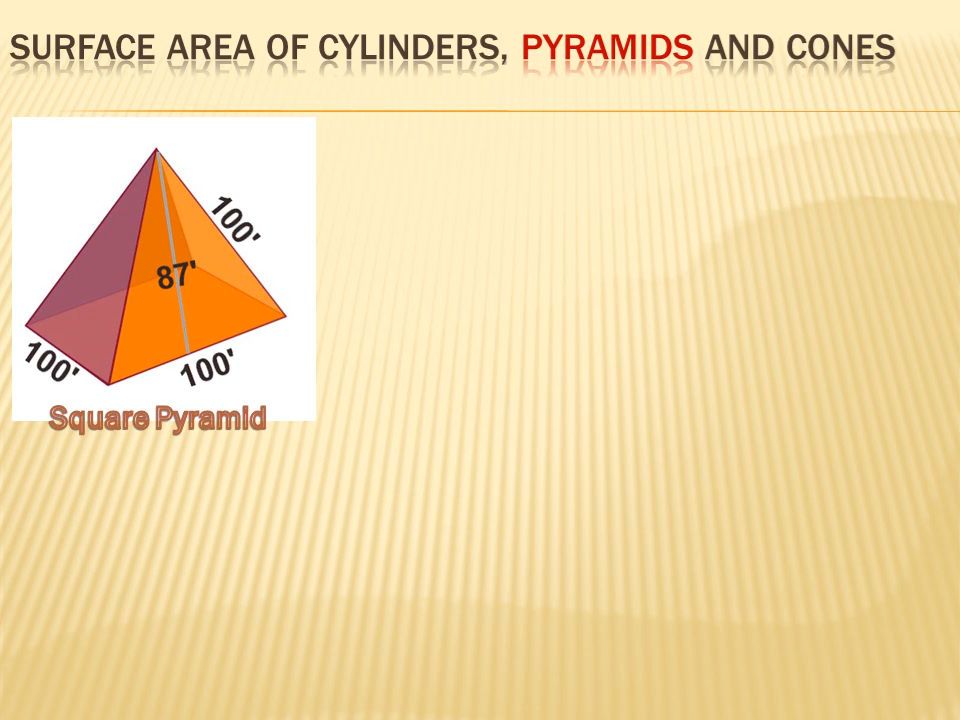 SURFACE AREA OF CYLINDERS, PYRAMIDS AND CONES
100'
87'
100'
100'
Square Pyramid